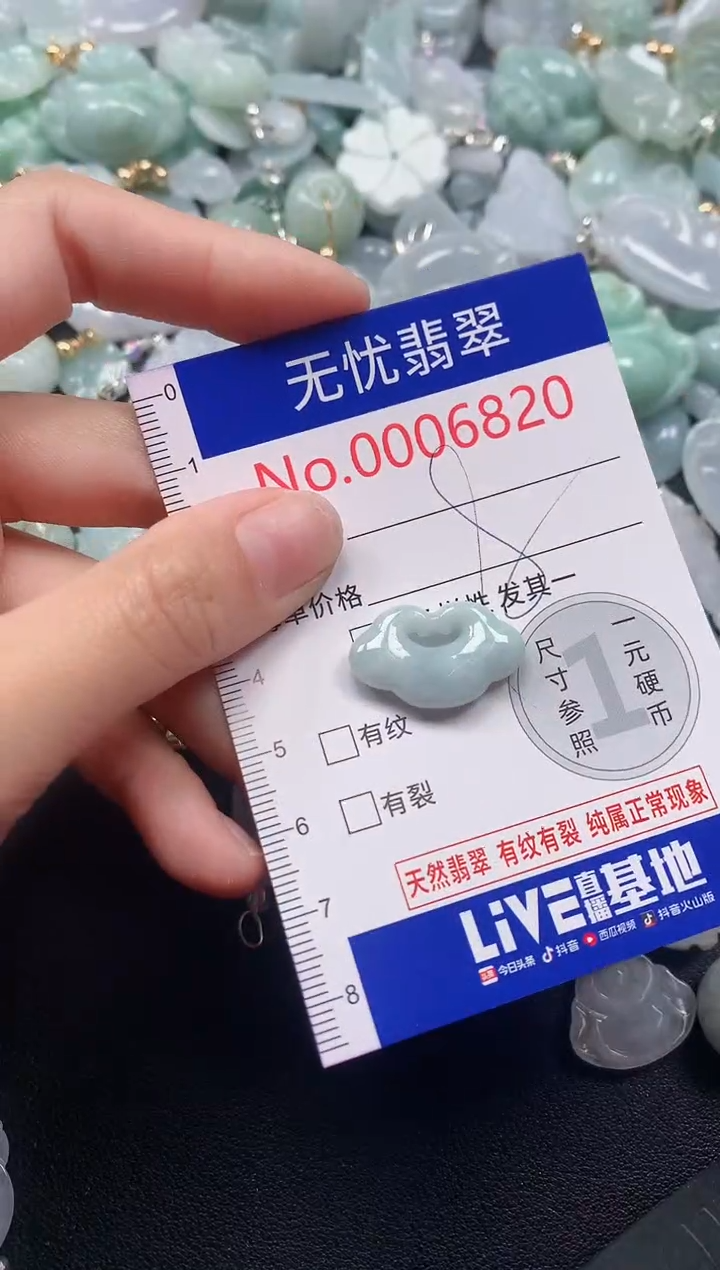 无忧翡翠
No.0006820
0
1
单价格
发其一
4
5
6
7
8
有纹
有裂
尺寸参照
1
一元硬币
天然翡翠 有纹有裂 纯属正常现象
LiVE直播基地
今日头条 抖音 西瓜视频 抖音火山版